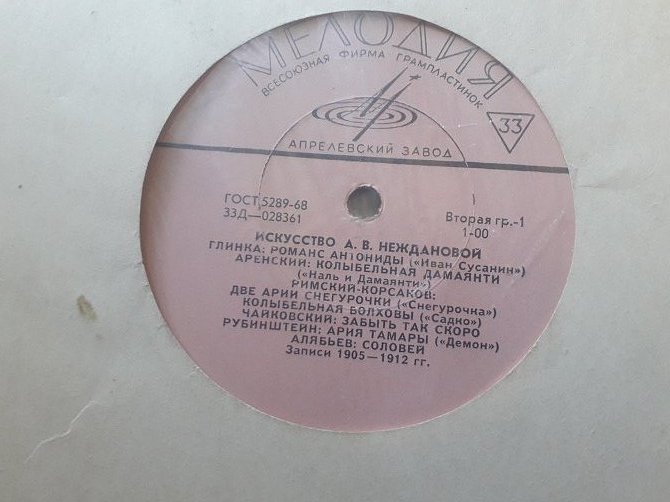 МЕЛОДИЯ
ВСЕСОЮЗНАЯ ФИРМА ГРАМПЛАСТИНОК
33
АПРЕЛЕВСКИЙ ЗАВОД
ГОСТ 5289-68
33Д—028361
Вторая гр.-1
1-00
ИСКУССТВО А. В. НЕЖДАНОВОЙ
ГЛИНКА: РОМАНС АНТОНИДЫ («Иван Сусанин»)
АРЕНСКИЙ: КОЛЫБЕЛЬНАЯ ДАМАЯНТИ
(«Наль и Дамаянти»)
РИМСКИЙ-КОРСАКОВ:
ДВЕ АРИИ СНЕГУРОЧКИ («Снегурочка»)
КОЛЫБЕЛЬНАЯ ВОЛХОВЫ («Садко»)
ЧАЙКОВСКИЙ: ЗАБЫТЬ ТАК СКОРО
РУБИНШТЕЙН: АРИЯ ТАМАРЫ («Демон»)
АЛЯБЬЕВ: СОЛОВЕЙ
Записи 1905—1912 гг.